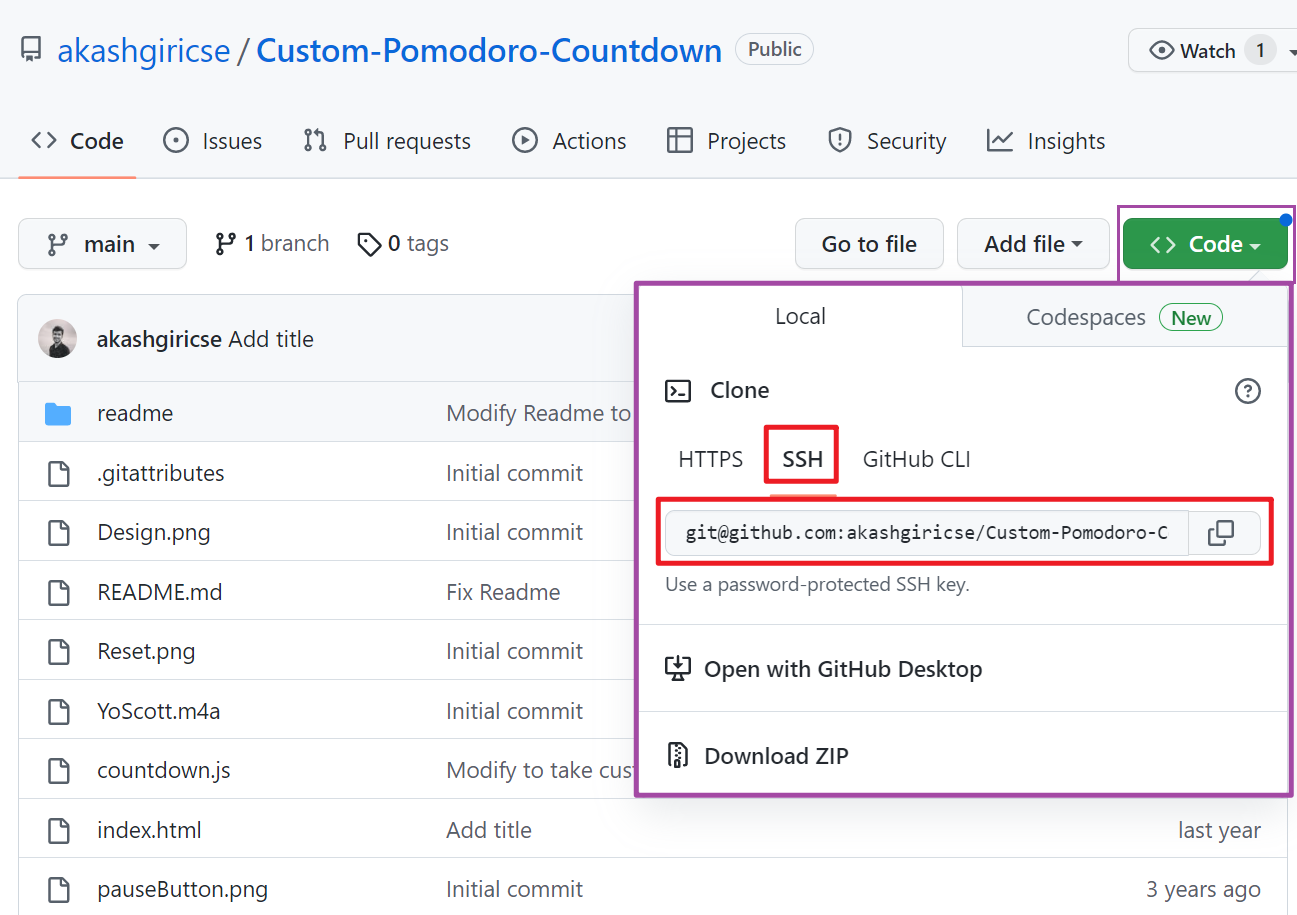 akashgiricse / Custom-Pomodoro-Countdown Public Watch 1
Code Issues Pull requests Actions Projects Security Insights
main 1 branch 0 tags Go to file Add file Code
akashgiricse Add title
readme Modify Readme to
.gitattributes Initial commit
Design.png Initial commit
README.md Fix Readme
Reset.png Initial commit
YoScott.m4a Initial commit
countdown.js Modify to take cus
index.html Add title last year
pauseButton.png Initial commit 3 years ago
Local Codespaces New
Clone
HTTPS SSH GitHub CLI
git@github.com:akashgiricse/Custom-Pomodoro-C
Use a password-protected SSH key.
Open with GitHub Desktop
Download ZIP